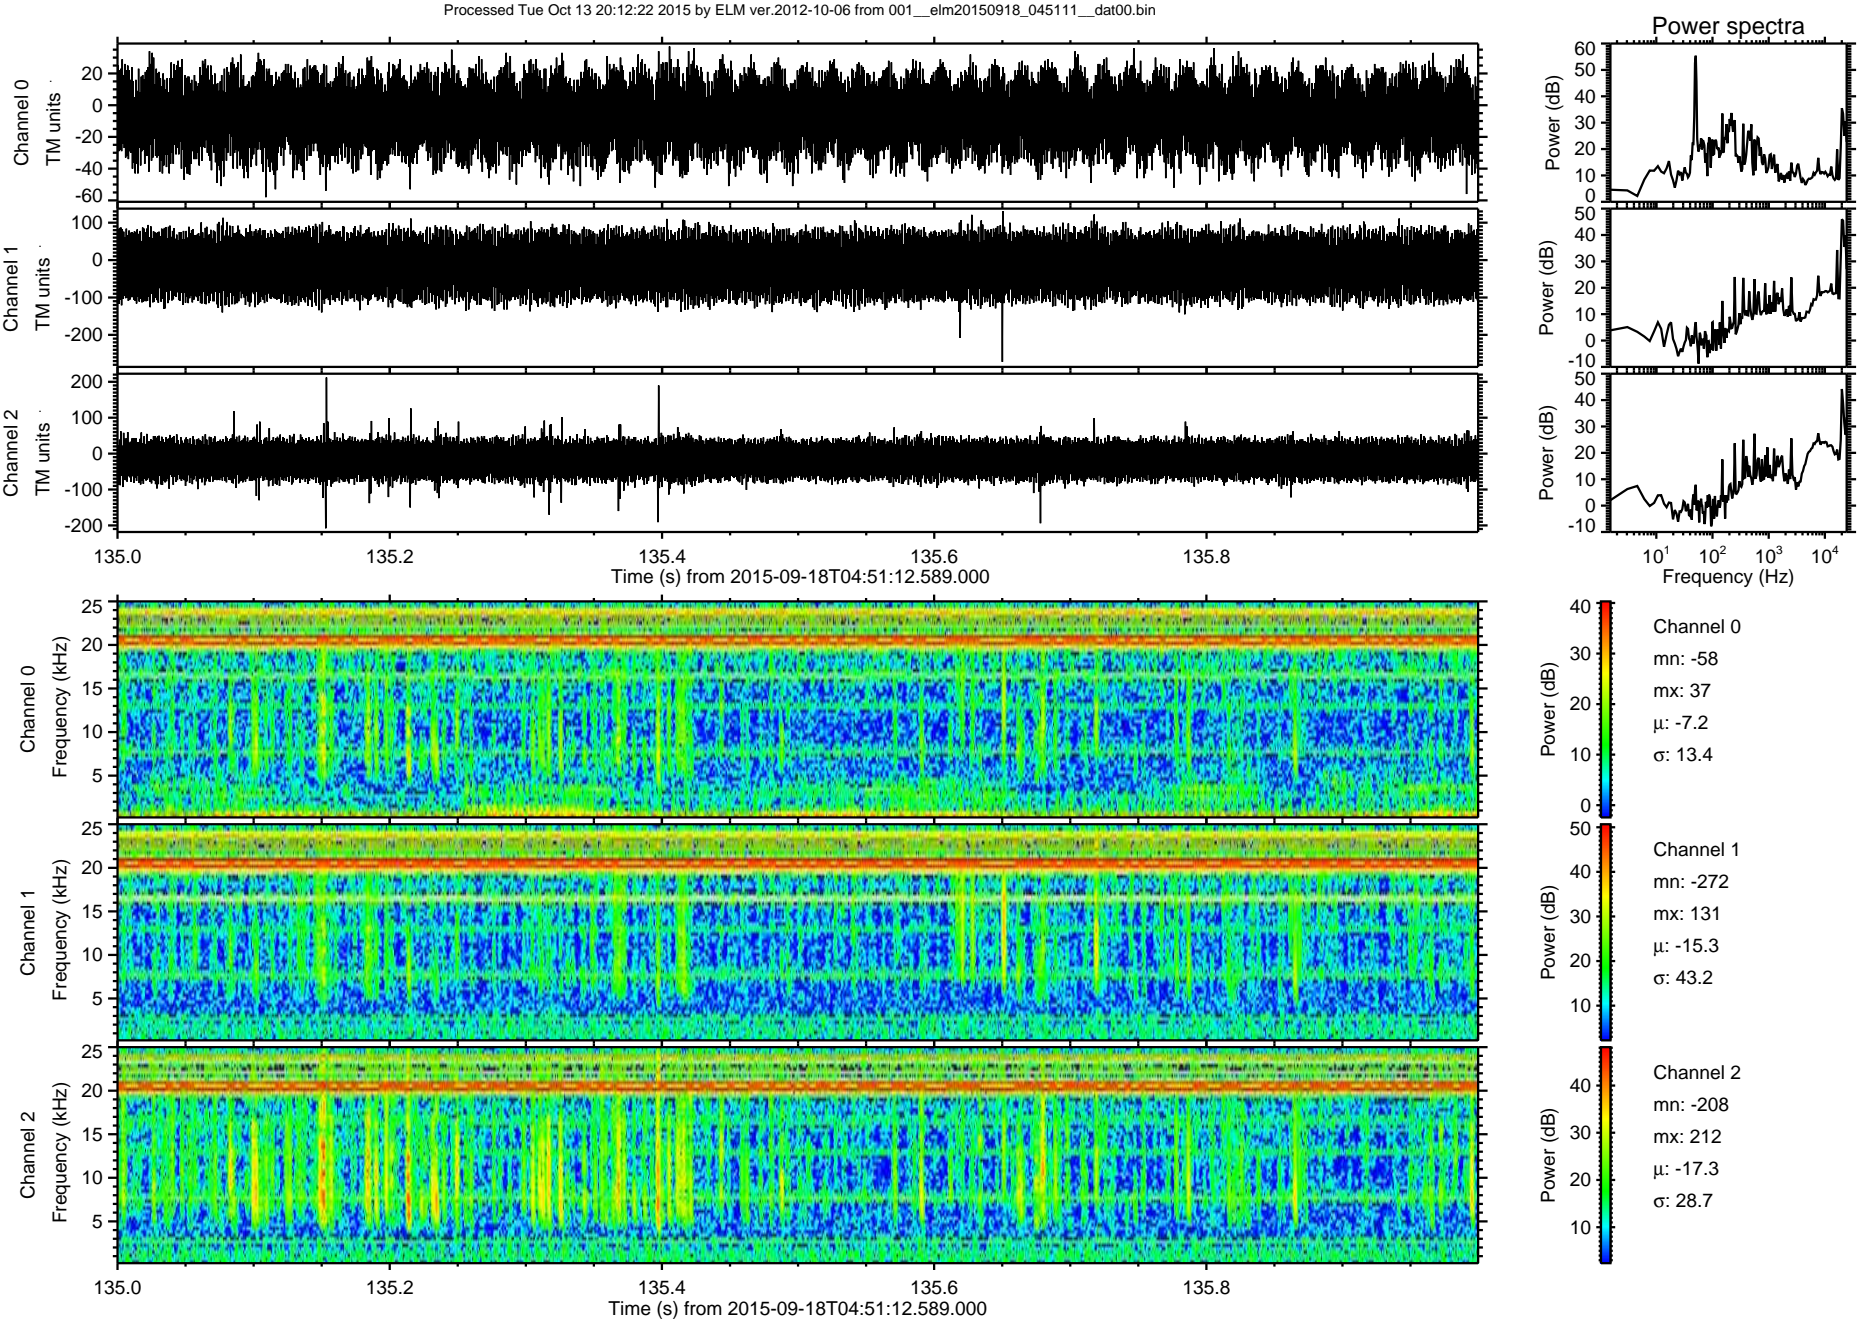 Processed Tue Oct 13 20:12:22 2015 by ELM ver.2012-10-06 from 001__elm20150918_045111__dat00.bin
Power spectra
Channel 0
TM units
20
0
-20
-40
-60
Power (dB)
60
50
40
30
20
10
0
Channel 1
TM units
100
0
-100
-200
Power (dB)
50
40
30
20
10
0
-10
Channel 2
TM units
200
100
0
-100
-200
Power (dB)
50
40
30
20
10
0
-10
135.0 135.2 135.4 135.6 135.8
Time (s) from 2015-09-18T04:51:12.589.000
10¹ 10² 10³ 10⁴
Frequency (Hz)
Channel 0
Frequency (kHz)
25
20
15
10
5
Power (dB)
40
30
20
10
0
Channel 0
mn: -58
mx: 37
μ: -7.2
σ: 13.4
Channel 1
Frequency (kHz)
25
20
15
10
5
Power (dB)
50
40
30
20
10
Channel 1
mn: -272
mx: 131
μ: -15.3
σ: 43.2
Channel 2
Frequency (kHz)
25
20
15
10
5
Power (dB)
40
30
20
10
Channel 2
mn: -208
mx: 212
μ: -17.3
σ: 28.7
135.0 135.2 135.4 135.6 135.8
Time (s) from 2015-09-18T04:51:12.589.000